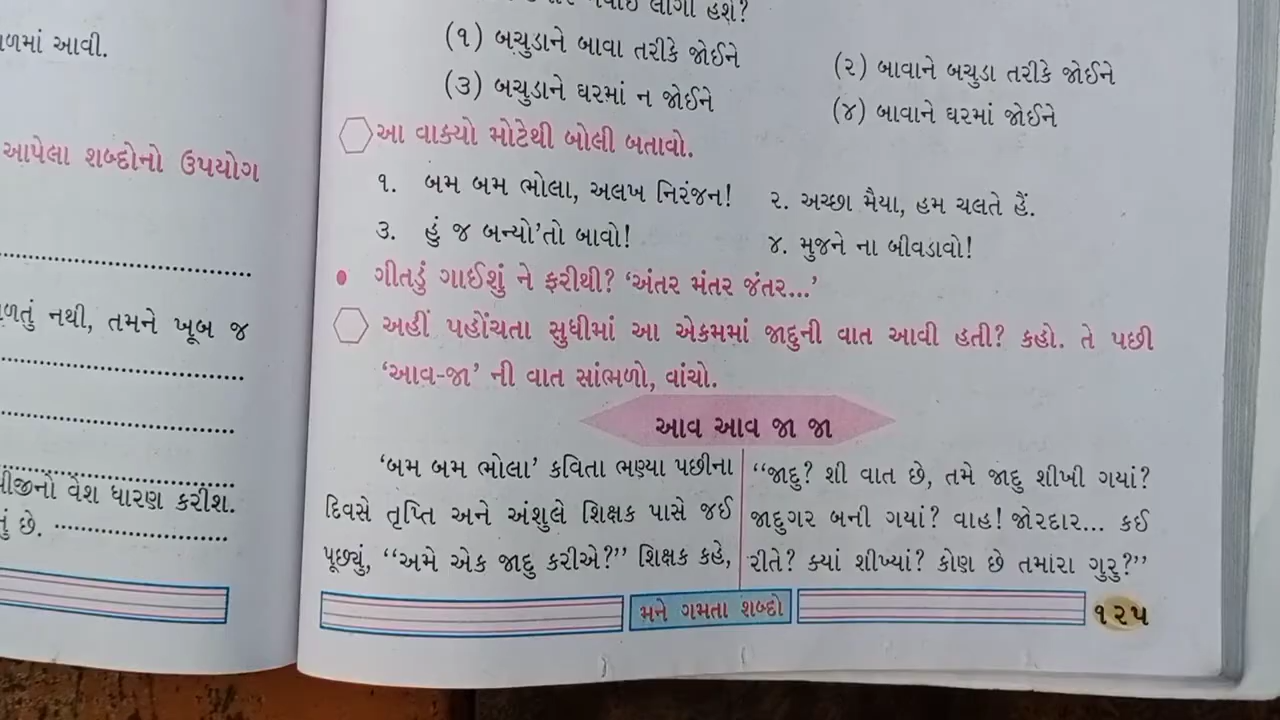 ળમાં આવી.
આપેલા શબ્દોનો ઉપયોગ
ળતું નથી, તમને ખૂબ જ
વેશ ધારણ કરીશ.
છે.
લાગી હશે?
(૧) બચુડાને બાવા તરીકે જોઈને
(૨) બાવાને બચુડા તરીકે જોઈને
(૩) બચુડાને ઘરમાં ન જોઈને
(૪) બાવાને ઘરમાં જોઈને
આ વાક્યો મોટેથી બોલી બતાવો.
૧. બમ બમ ભોલા, અલખ નિરંજન!
૨. અચ્છા મૈયા, હમ ચલતે હૈં.
૩. હું જ બન્યો'તો બાવો!
૪. મુજને ના બીવડાવો!
• ગીતડું ગાઈશું ને ફરીથી? ‘અંતર મંતર જંતર...’
અહીં પહોંચતા સુધીમાં આ એકમમાં જાદુની વાત આવી હતી? કહો. તે પછી
‘આવ-જા’ ની વાત સાંભળો, વાંચો.
આવ આવ જા જા
‘બમ બમ ભોલા’ કવિતા ભણ્યા પછીના
દિવસે તૃપ્તિ અને અંશુલે શિક્ષક પાસે જઈ
પૂછ્યું, “અમે એક જાદુ કરીએ?” શિક્ષક કહે,
“જાદુ? શી વાત છે, તમે જાદુ શીખી ગયાં?
જાદુગર બની ગયાં? વાહ! જોરદાર... કઈ
રીતે? ક્યાં શીખ્યાં? કોણ છે તમારા ગુરુ?”
મને ગમતા શબ્દો
૧૨૫